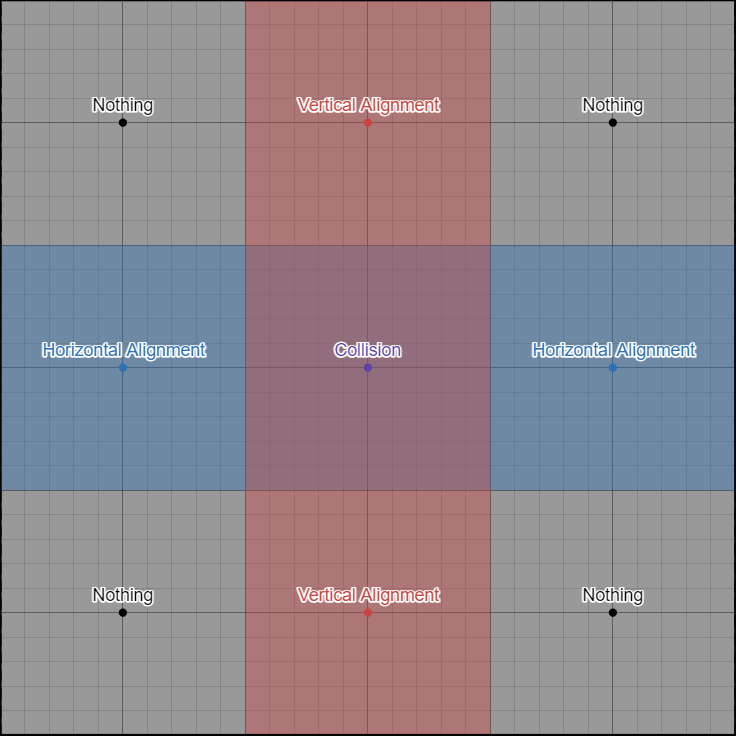 Nothing
Vertical Alignment
Nothing
Horizontal Alignment
Collision
Horizontal Alignment
Nothing
Vertical Alignment
Nothing